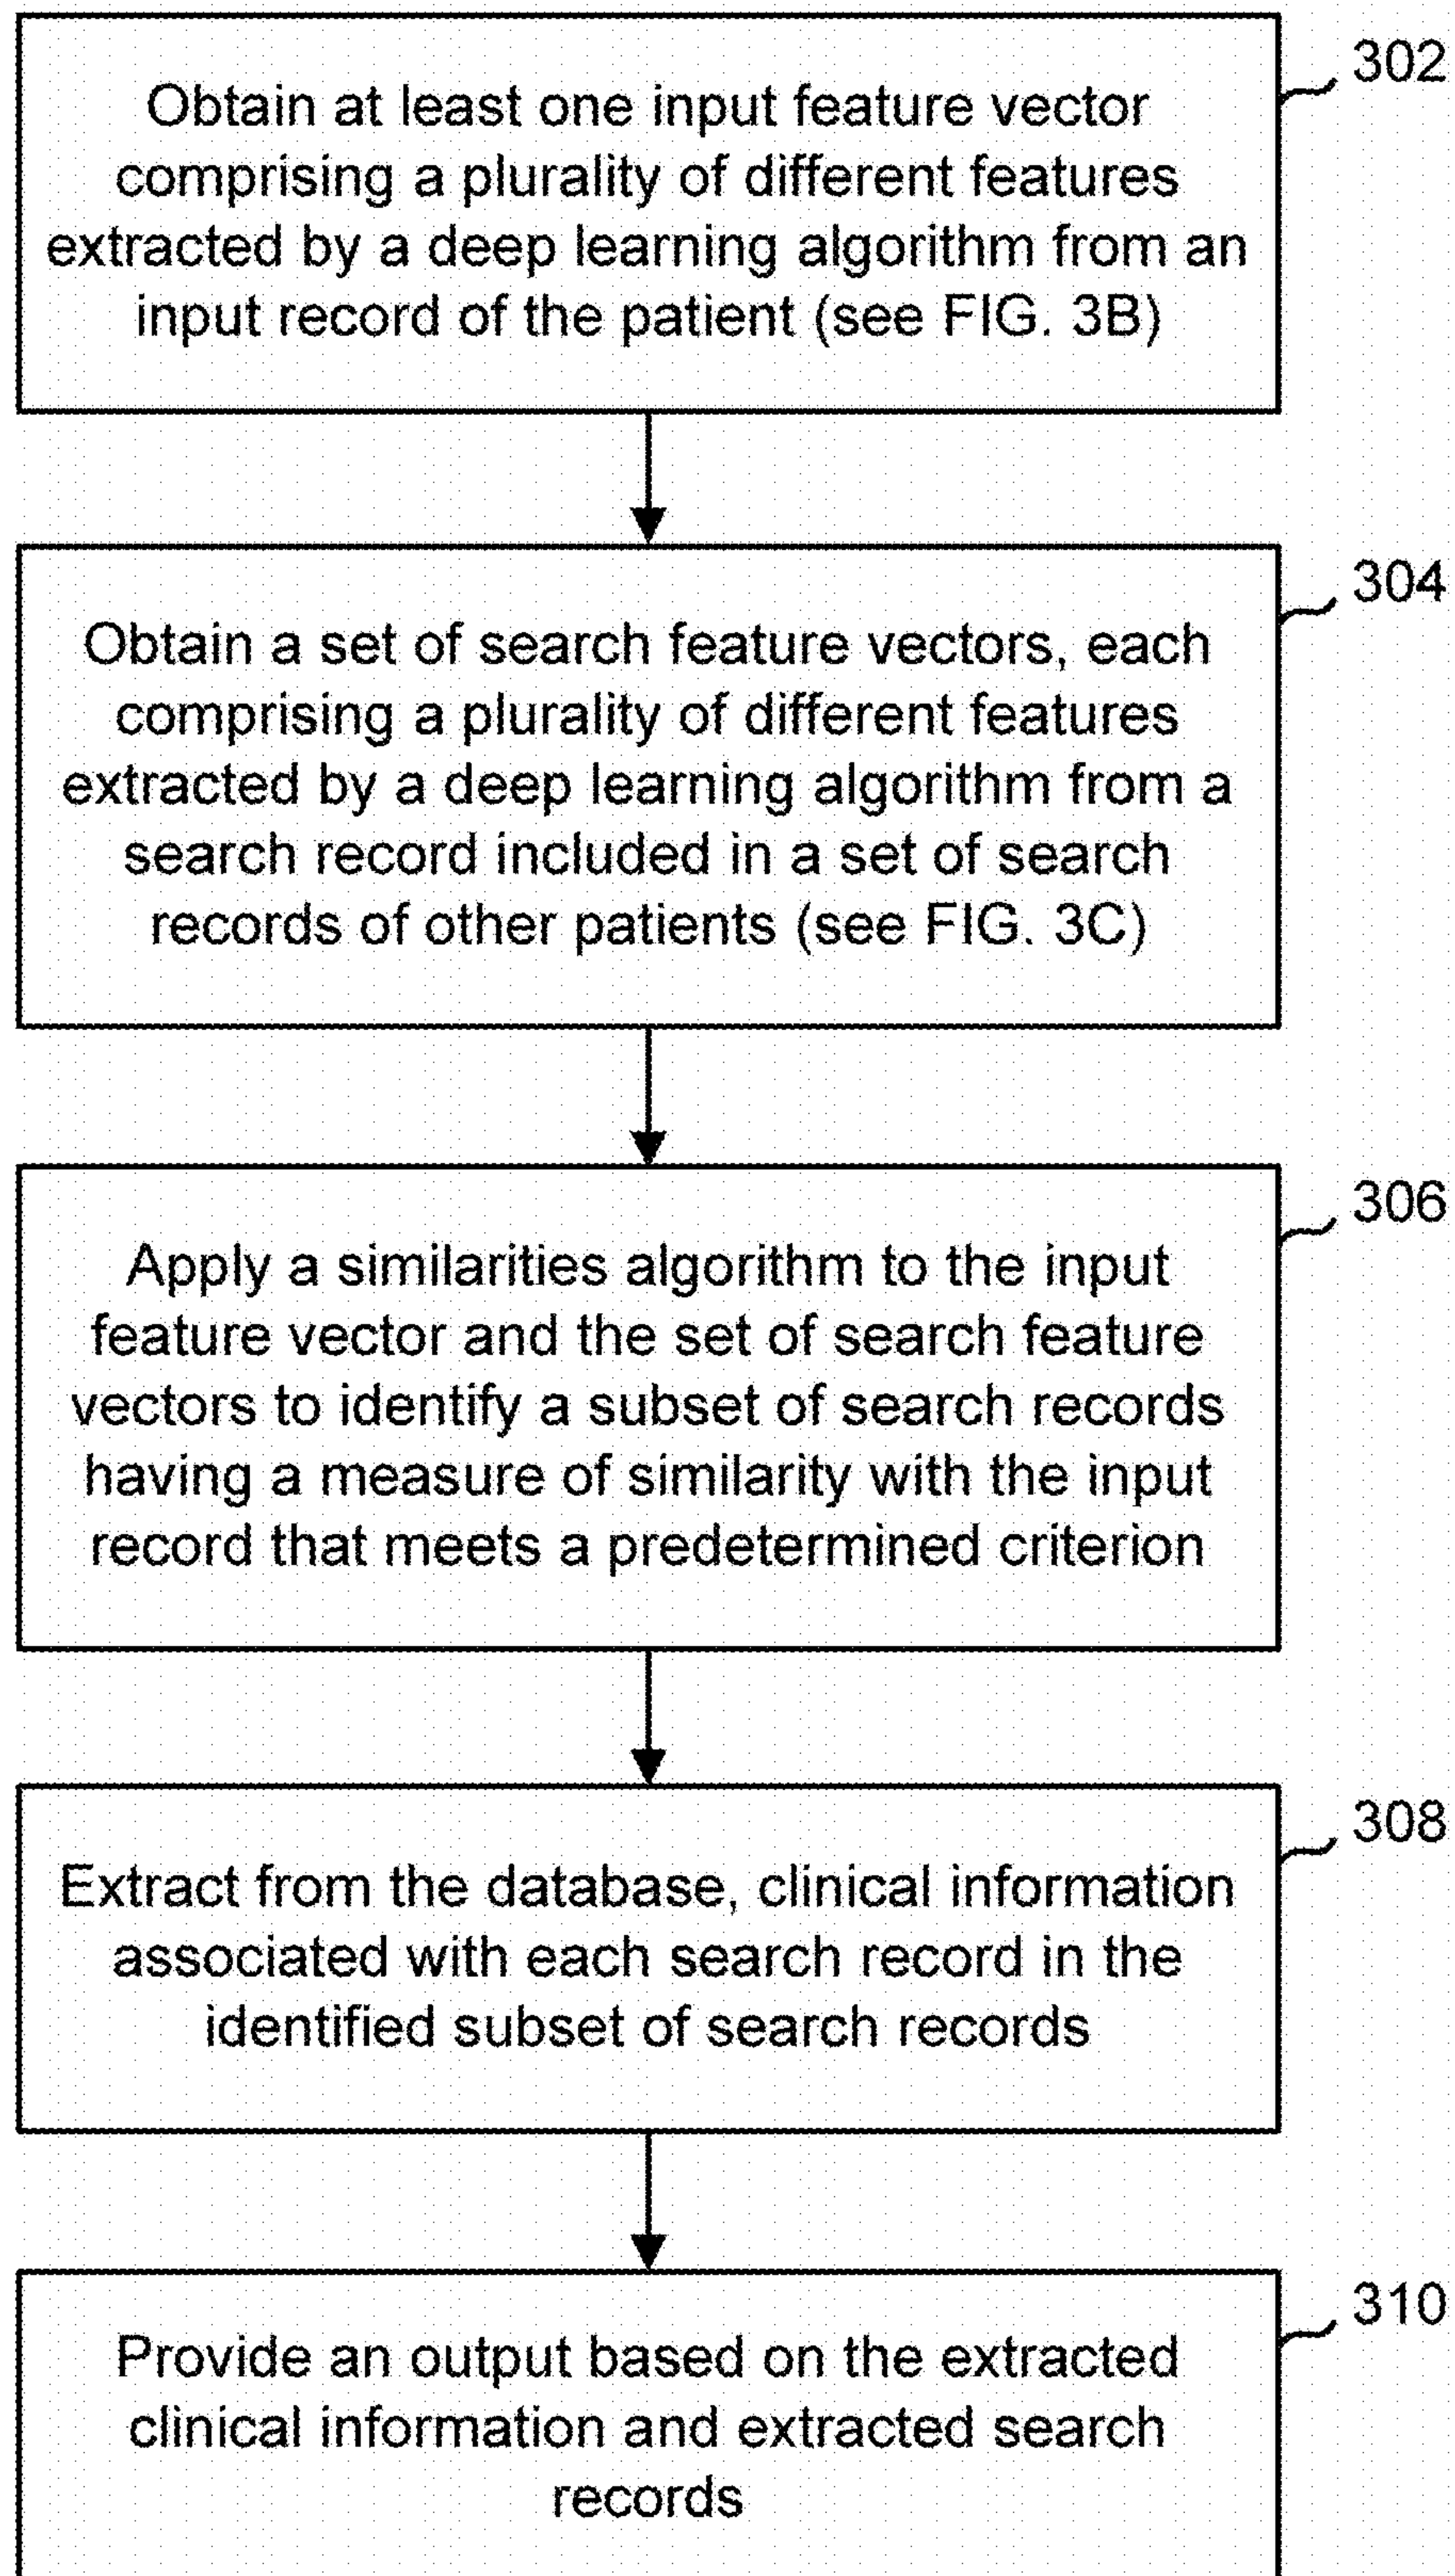 302
Obtain at least one input feature vector
comprising a plurality of different features
extracted by a deep learning algorithm from an
input record of the patient (see FIG. 3B)
304
Obtain a set of search feature vectors, each
comprising a plurality of different features
extracted by a deep learning algorithm from a
search record included in a set of search
records of other patients (see FIG. 3C)
306
Apply a similarities algorithm to the input
feature vector and the set of search feature
vectors to identify a subset of search records
having a measure of similarity with the input
record that meets a predetermined criterion
308
Extract from the database, clinical information
associated with each search record in the
identified subset of search records
310
Provide an output based on the extracted
clinical information and extracted search
records